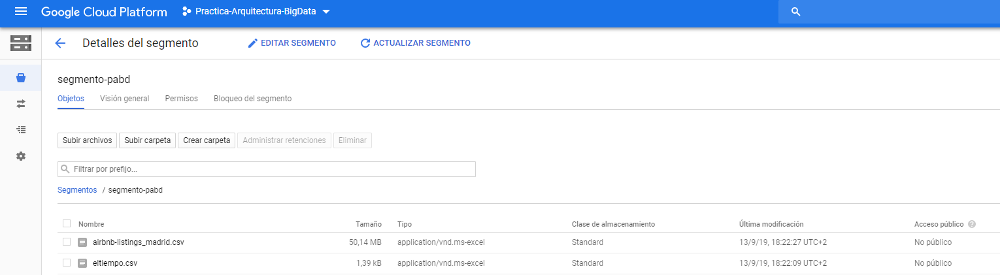 Google Cloud Platform Practica-Arquitectura-BigData
Detalles del segmento EDITAR SEGMENTO ACTUALIZAR SEGMENTO
segmento-pabd
Objetos Visión general Permisos Bloqueo del segmento
Subir archivos Subir carpeta Crear carpeta Administrar retenciones Eliminar
Filtrar por prefijo...
Segmentos / segmento-pabd
Nombre Tamaño Tipo Clase de almacenamiento Última modificación Acceso público ?
airbnb-listings_madrid.csv 50,14 MB application/vnd.ms-excel Standard 13/9/19, 18:22:27 UTC+2 No público
eltiempo.csv 1,39 kB application/vnd.ms-excel Standard 13/9/19, 18:22:09 UTC+2 No público